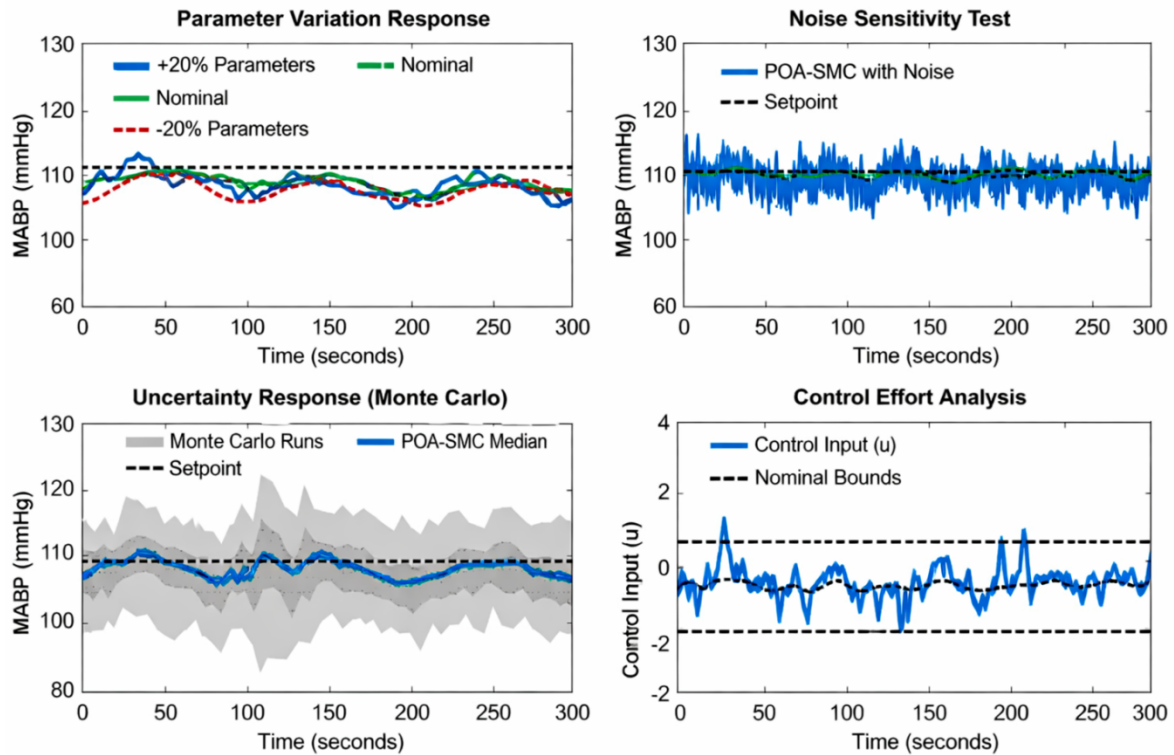 Parameter Variation Response
130
120
110
100
60
MABP (mmHg)
+20% Parameters
Nominal
Nominal
-20% Parameters
0 50 100 150 200 250 300
Time (seconds)
Noise Sensitivity Test
130
120
110
100
60
MABP (mmHg)
POA-SMC with Noise
Setpoint
0 50 100 150 200 250 300
Time (seconds)
Uncertainty Response (Monte Carlo)
130
120
110
100
80
MABP (mmHg)
Monte Carlo Runs
POA-SMC Median
Setpoint
0 50 100 150 200 250 300
Time (seconds)
Control Effort Analysis
4
2
0
-2
-2
Control Input (u)
Control Input (u)
Nominal Bounds
0 50 100 150 200 250 300
Time (seconds)